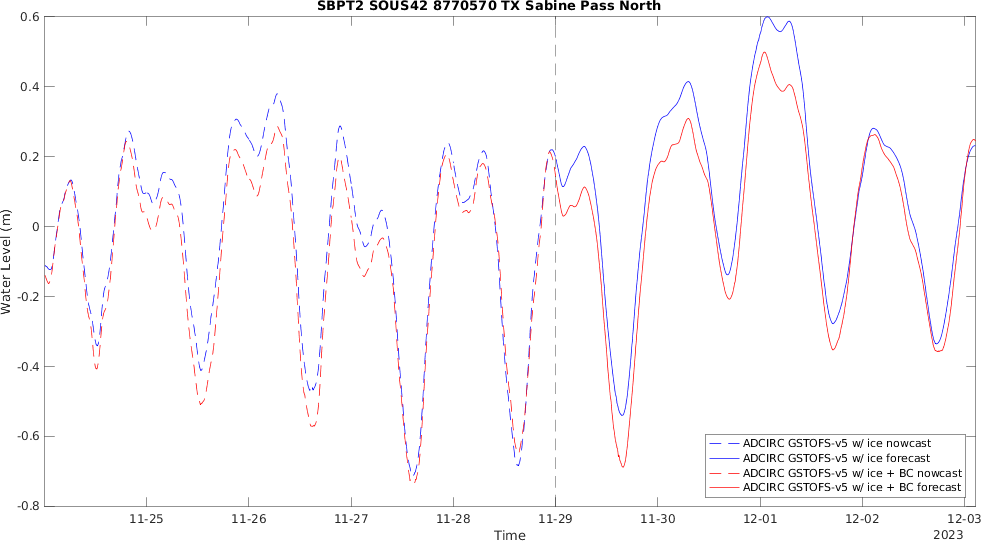 SBPT2 SOUS42 8770570 TX Sabine Pass North
0.6
0.4
0.2
0
-0.2
-0.4
-0.6
-0.8
Water Level (m)
ADCIRC GSTOFS-v5 w/ ice nowcast
ADCIRC GSTOFS-v5 w/ ice forecast
ADCIRC GSTOFS-v5 w/ ice + BC nowcast
ADCIRC GSTOFS-v5 w/ ice + BC forecast
11-25 11-26 11-27 11-28 11-29 11-30 12-01 12-02 12-03
Time 2023